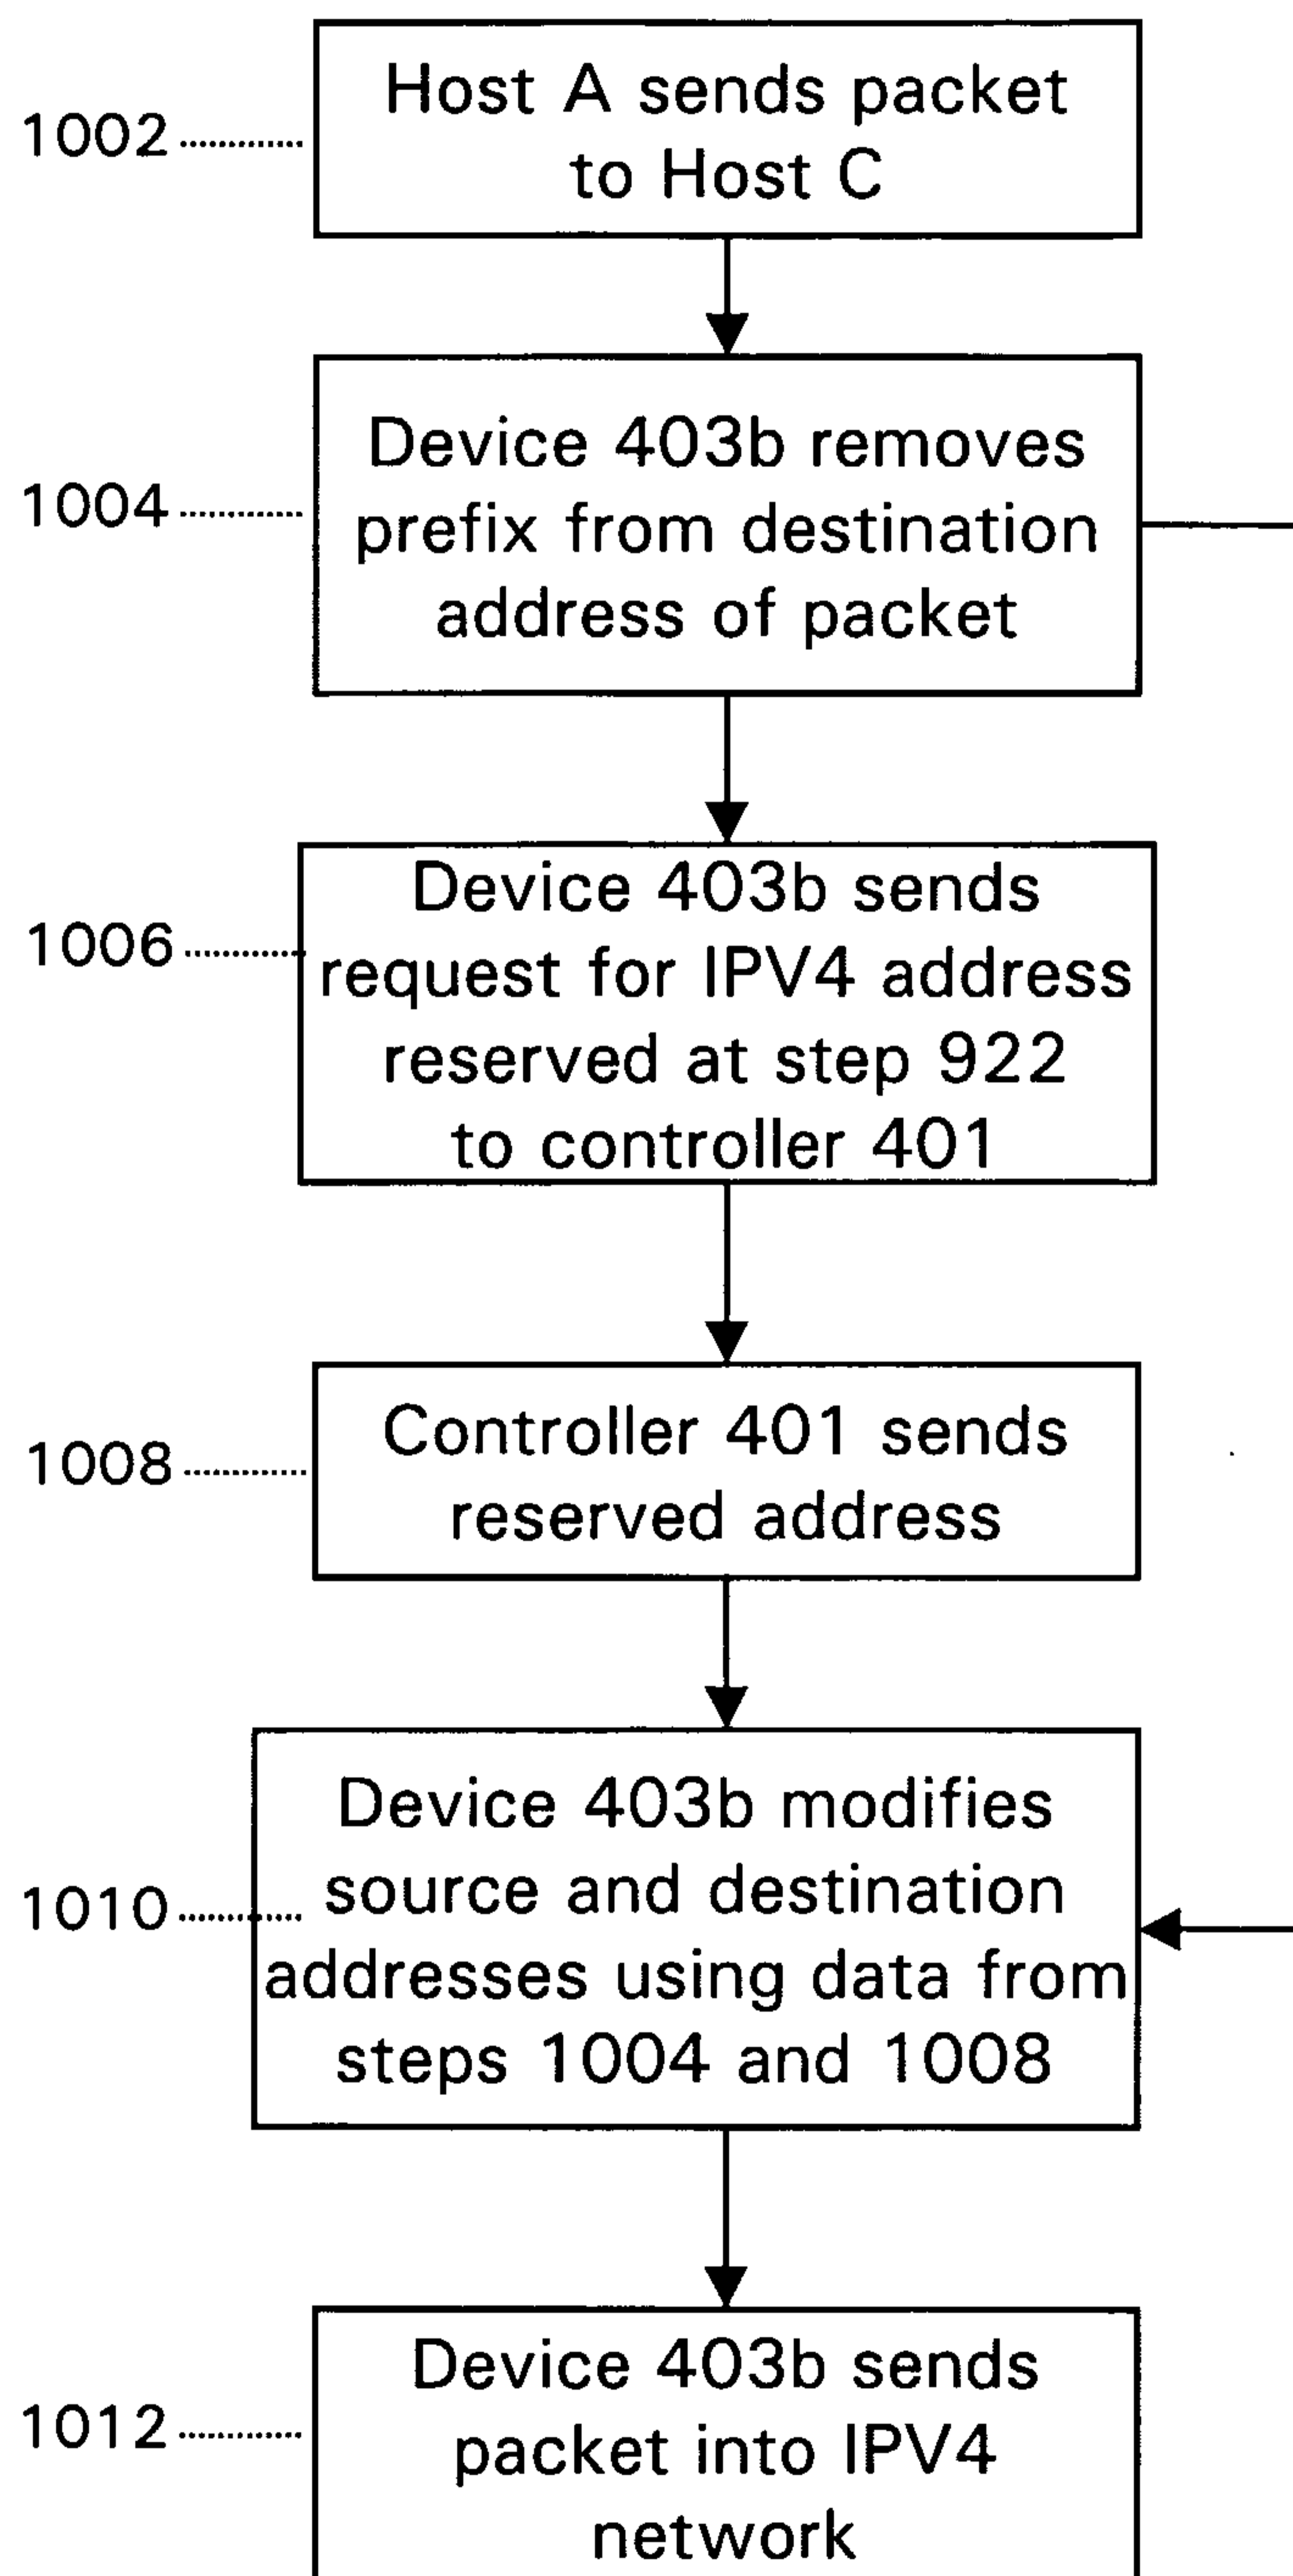 1002
Host A sends packet
to Host C
1004
Device 403b removes
prefix from destination
address of packet
1006
Device 403b sends
request for IPV4 address
reserved at step 922
to controller 401
1008
Controller 401 sends
reserved address
1010
Device 403b modifies
source and destination
addresses using data from
steps 1004 and 1008
1012
Device 403b sends
packet into IPV4
network